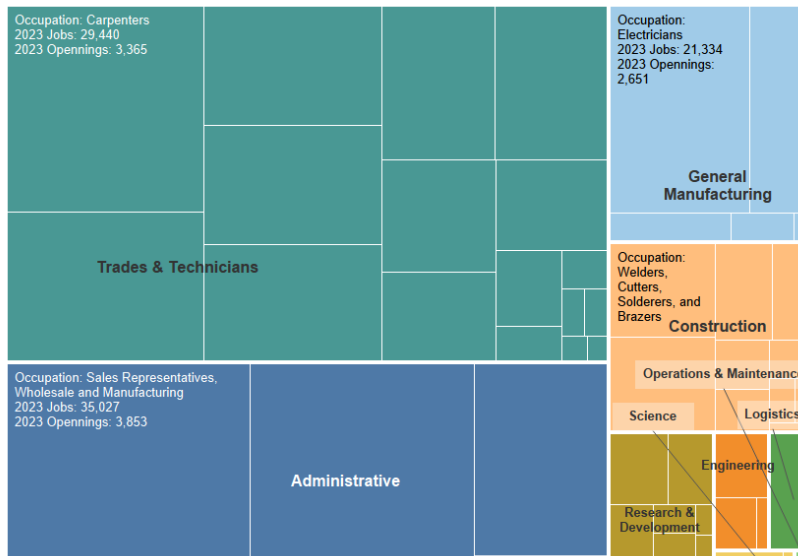 Occupation: Carpenters
2023 Jobs: 29,440
2023 Opennings: 3,365
Trades & Technicians
Occupation:
Electricians
2023 Jobs: 21,334
2023 Opennings:
2,651
General
Manufacturing
Occupation:
Welders,
Cutters,
Solderers, and
Brazers
Construction
Operations & Maintenance
Science
Logistics
Occupation: Sales Representatives,
Wholesale and Manufacturing
2023 Jobs: 35,027
2023 Opennings: 3,853
Administrative
Engineering
Research &
Development